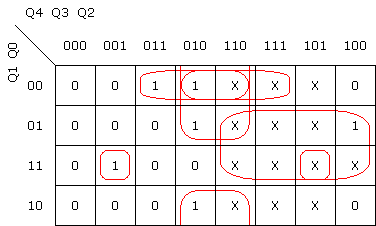 Q4 Q3 Q2
Q1 Q0
000 001 011 010 110 111 101 100
00 0 0 1 1 X X X 0
01 0 0 0 1 X X X 1
11 0 1 0 0 X X X X
10 0 0 0 1 X X X 0